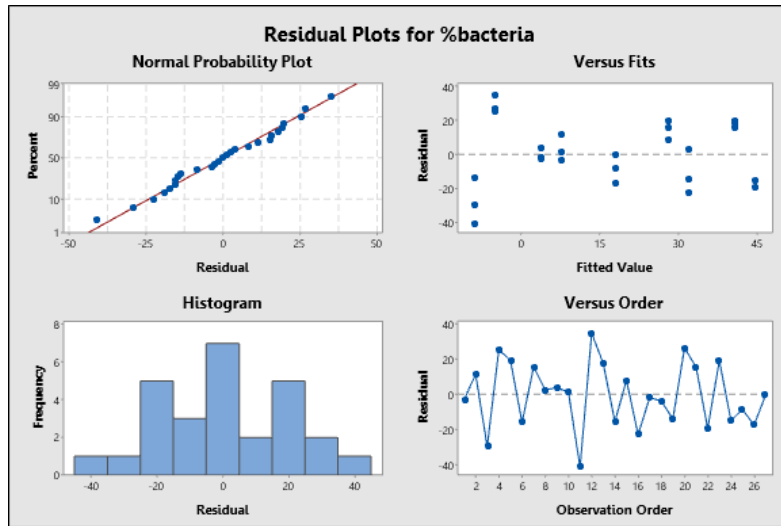 Residual Plots for %bacteria
Normal Probability Plot
Percent
99
90
50
10
1
-50 -25 0 25 50
Residual
Versus Fits
Residual
40
20
0
-20
-40
0 15 30 45
Fitted Value
Histogram
Frequency
8
6
4
2
0
-40 -20 0 20 40
Residual
Versus Order
Residual
40
20
0
-20
-40
2 4 6 8 10 12 14 16 18 20 22 24 26
Observation Order